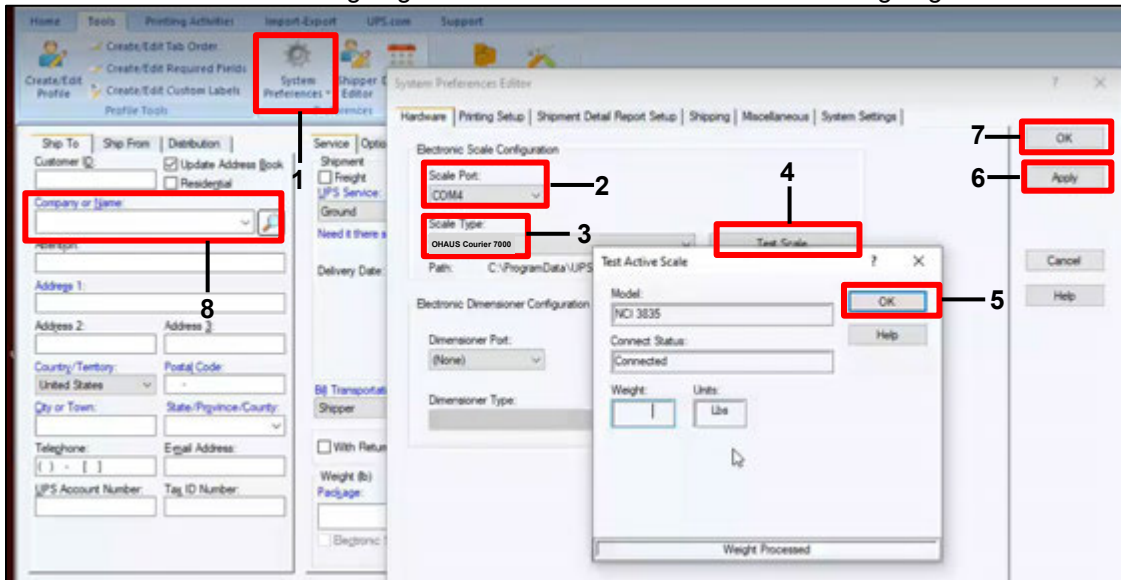 Home Tools Printing Activities Import-Export UPS.com Support
Create/Edit Profile
Create/Edit Tab Order
Create/Edit Required Fields
Create/Edit Custom Labels
Profile Tools
System Preferences
Shipper Editor
1
System Preferences Editor
? ×
Hardware Printing Setup Shipment Detail Report Setup Shipping Miscellaneous System Settings
Ship To Ship From Distribution
Customer ID:
Update Address Book
Residential
Company or Name:
8
Attention:
Address 1:
Address 2: Address 3:
Country/Territory: Postal Code:
United States -
City or Town: State/Province/County:
Telephone: E-mail Address:
( ) - [ ]
UPS Account Number: Tax ID Number:
Service
Shipment
Freight
UPS Service:
Ground
Need it there
Delivery Date:
Bill
Shipper
With
Weight (lb)
Package:
Electronic Scale Configuration
Scale Port:
COM4
2
Scale Type:
OHAUS Courier 7000
3
4
Test Scale
Path: C:\ProgramData\UPS
Electronic Dimensioner Configuration
Dimensioner Port:
(None)
Dimensioner Type:
Test Active Scale
? ×
Model:
NCI 3835
OK
5
Help
Connect Status:
Connected
Weight: Units:
Lbs
Weight Processed
7
OK
6
Apply
Cancel
Help